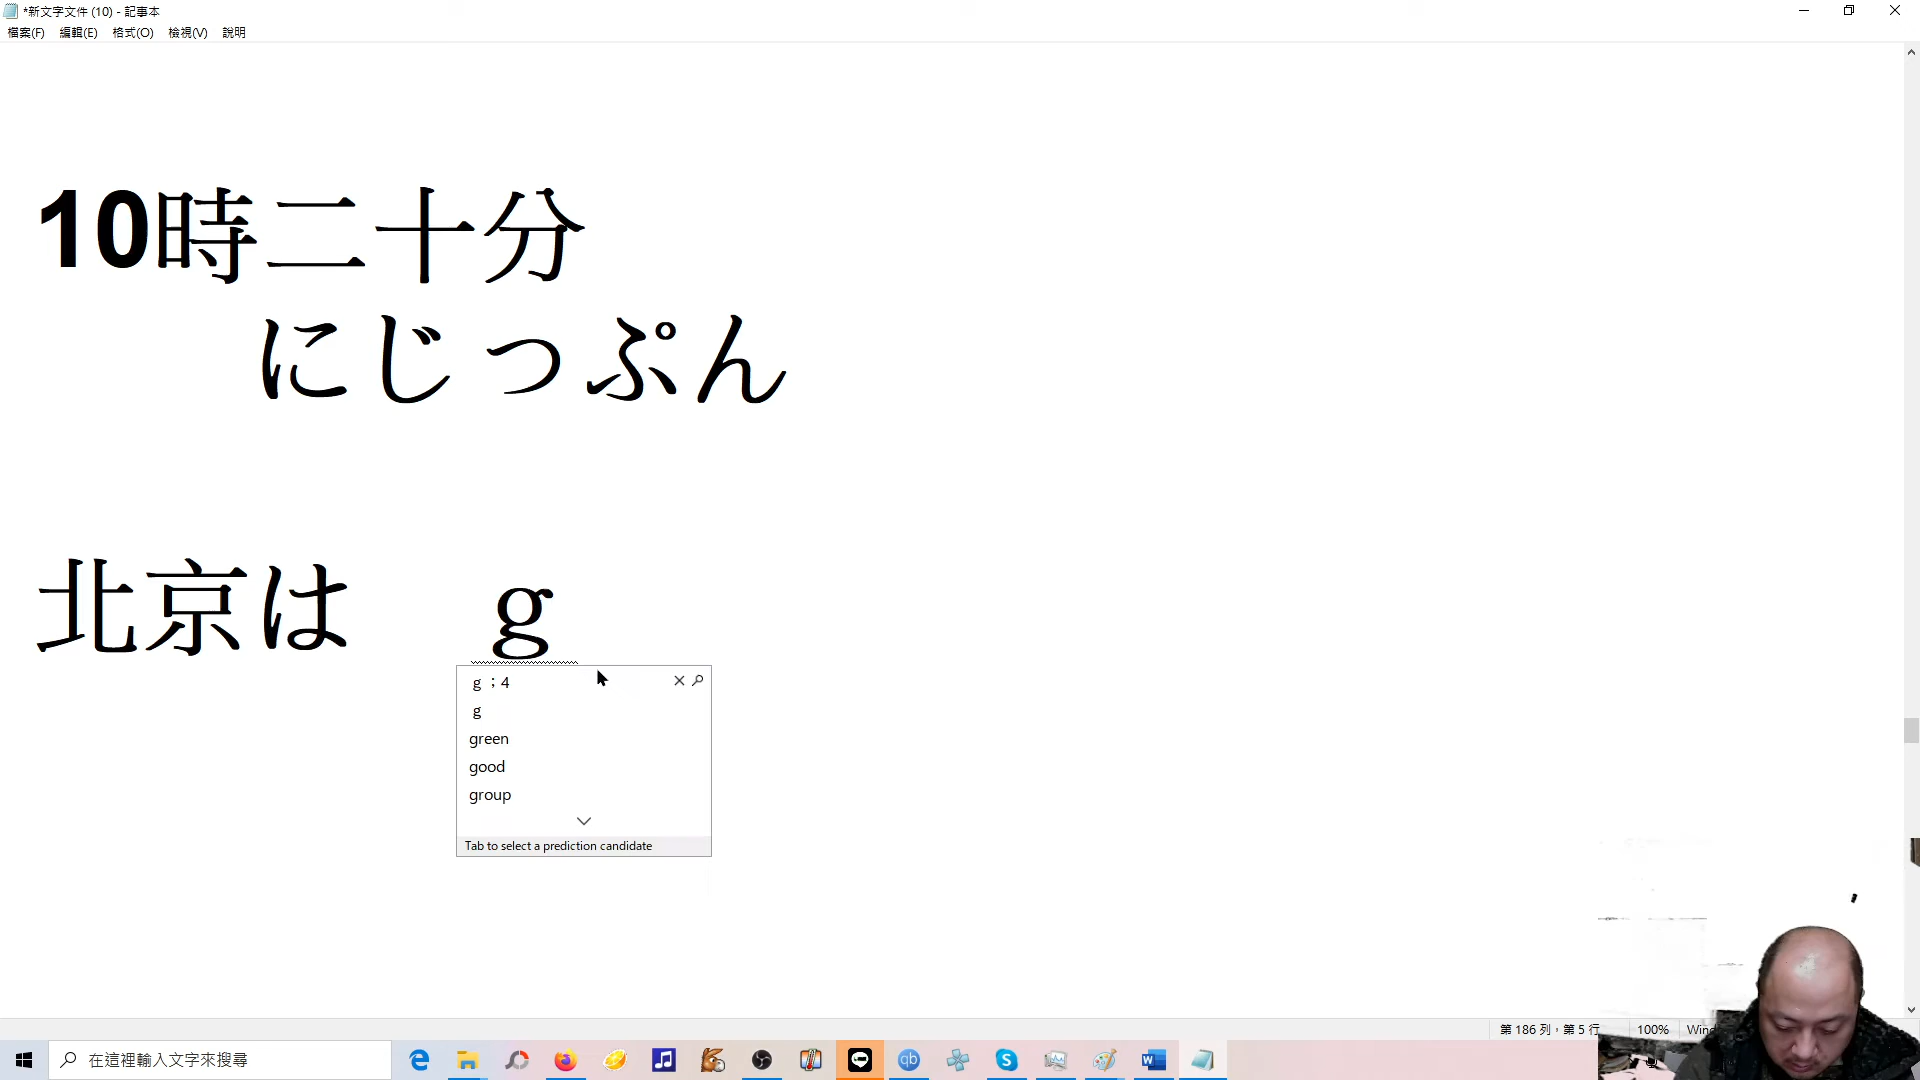 *新文字文件 (10) - 記事本
檔案(F) 編輯(E) 格式(O) 檢視(V) 說明
10時二十分
にじっぷん
北京は g
g ；4
g
green
good
group
Tab to select a prediction candidate
第 186 列，第 5 行 100% Wind
在這裡輸入文字來搜尋